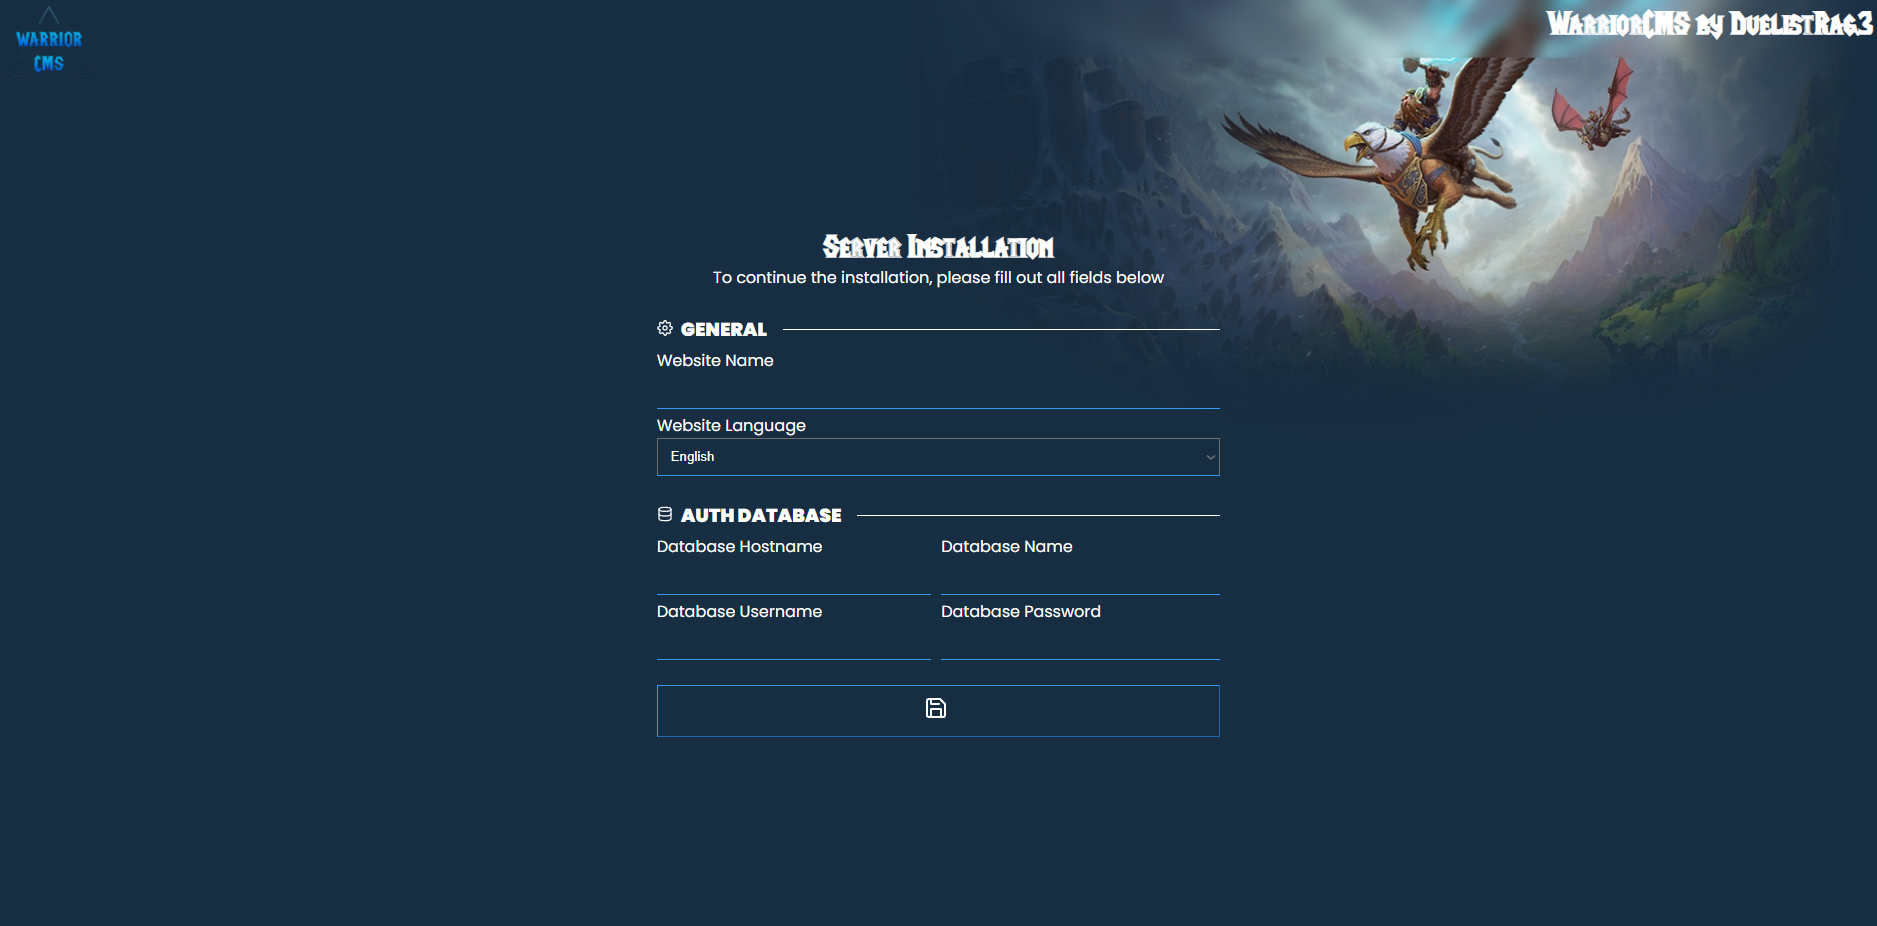 WARRIOR
CMS
WarriorCMS by DuelistRag3
Server Installation
To continue the installation, please fill out all fields below
GENERAL
Website Name
Website Language
English
AUTH DATABASE
Database Hostname
Database Name
Database Username
Database Password